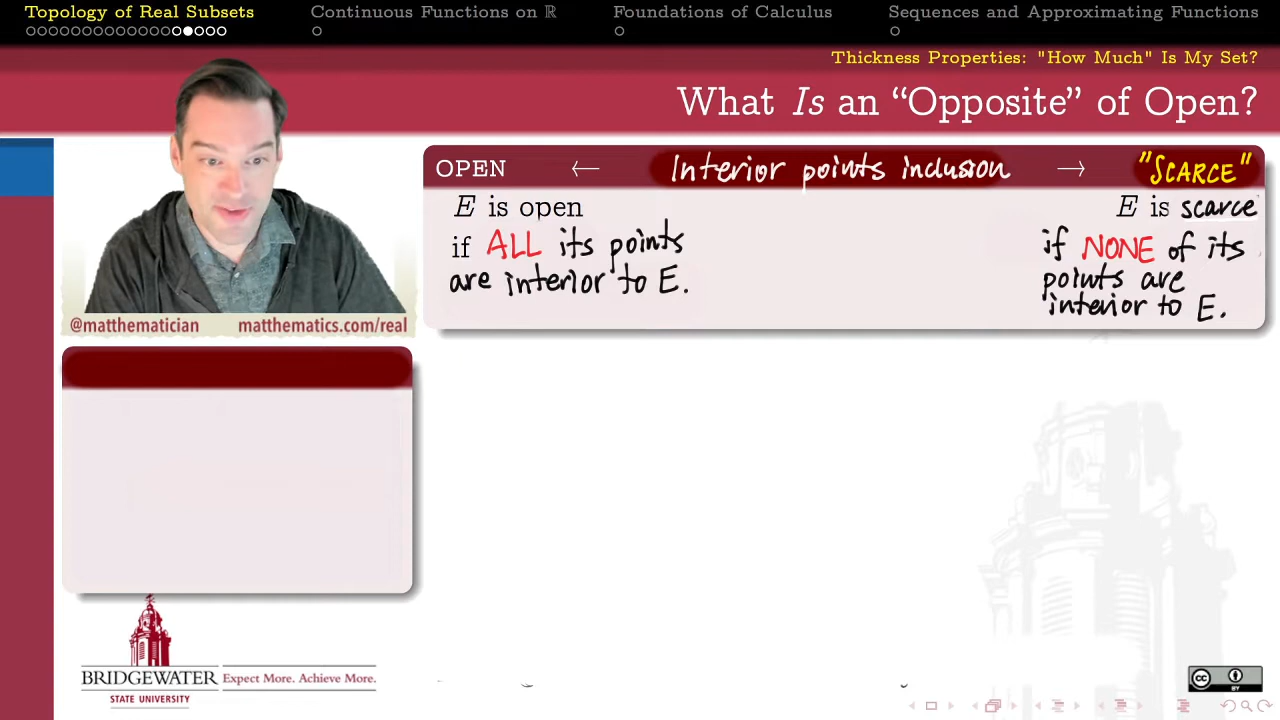 Topology of Real Subsets
Continuous Functions on ℝ
Foundations of Calculus
Sequences and Approximating Functions
Thickness Properties: "How Much" Is My Set?
What Is an “Opposite” of Open?
OPEN ← Interior points inclusion → "SCARCE"
E is open
if ALL its points
are interior to E.
E is scarce
if NONE of its
points are
interior to E.
@matthematician matthematics.com/real
BRIDGEWATER
STATE UNIVERSITY
Expect More. Achieve More.
CC
BY